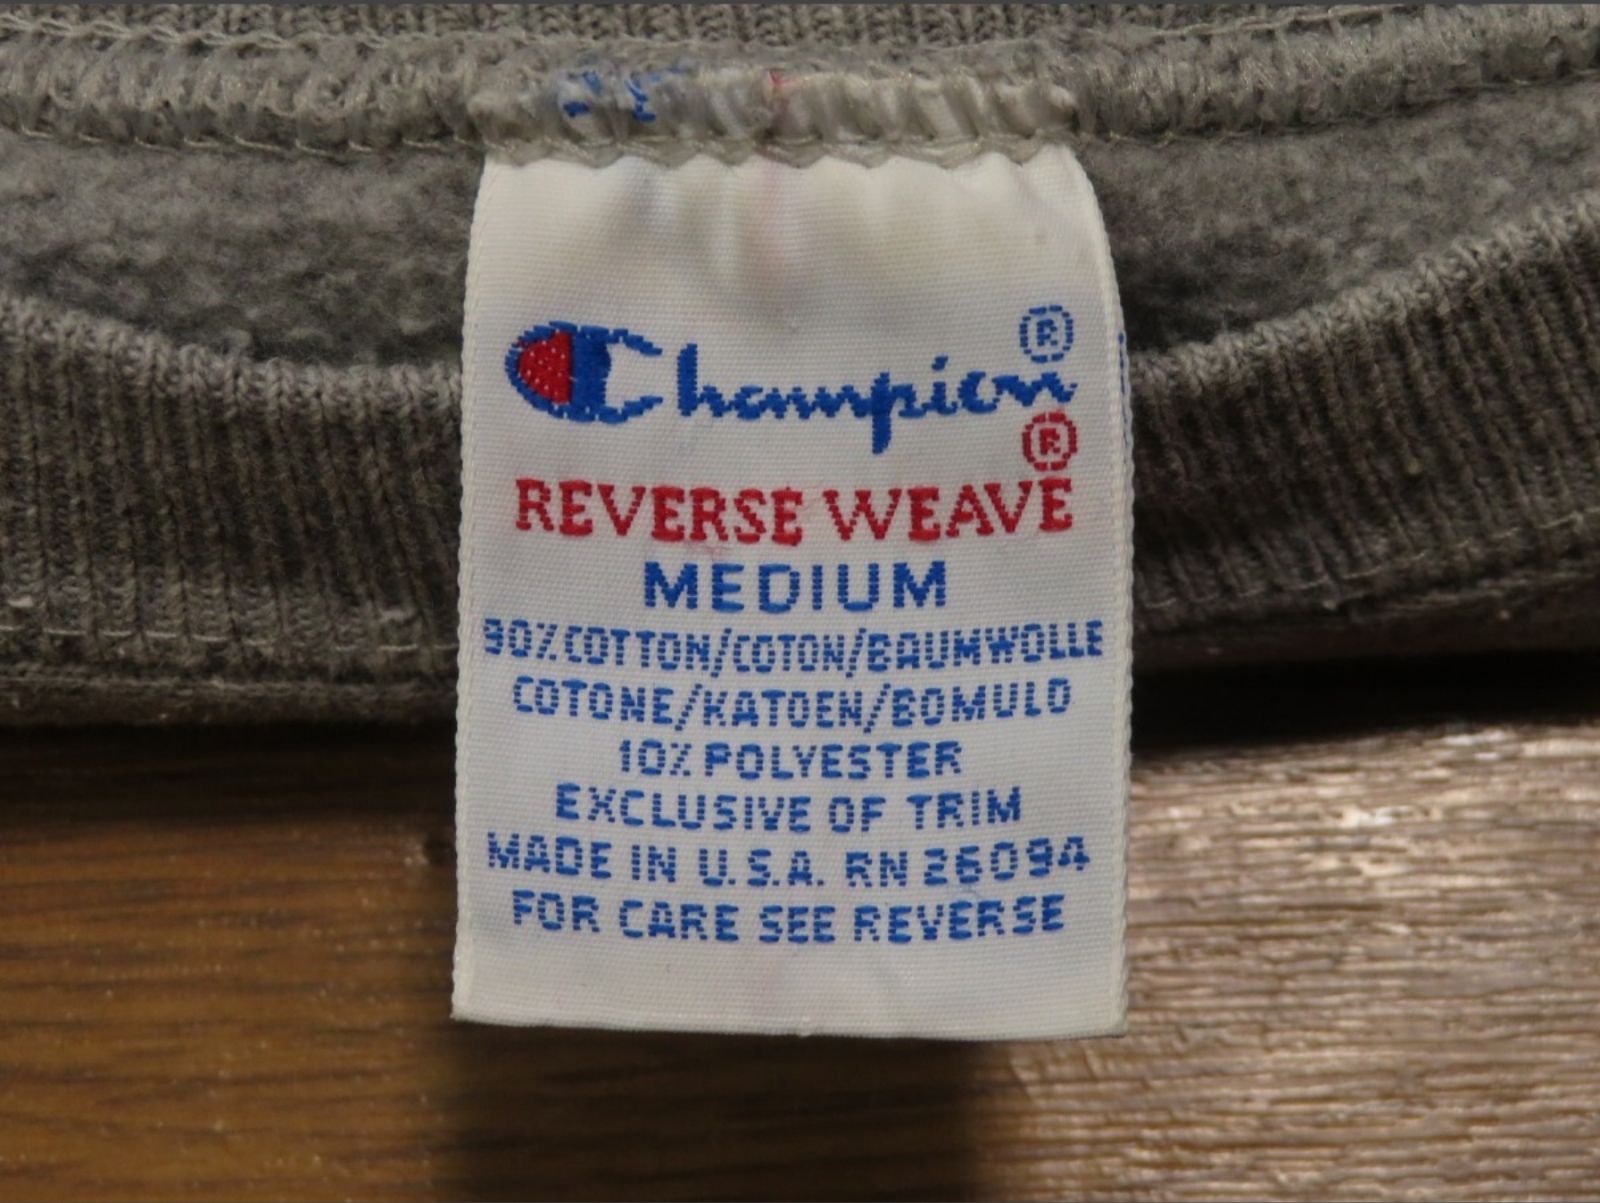 Champion®
®
REVERSE WEAVE
MEDIUM
90% COTTON/COTON/BAUMWOLLE
COTONE/KATOEN/BOMULD
10% POLYESTER
EXCLUSIVE OF TRIM
MADE IN U.S.A. RN 26094
FOR CARE SEE REVERSE